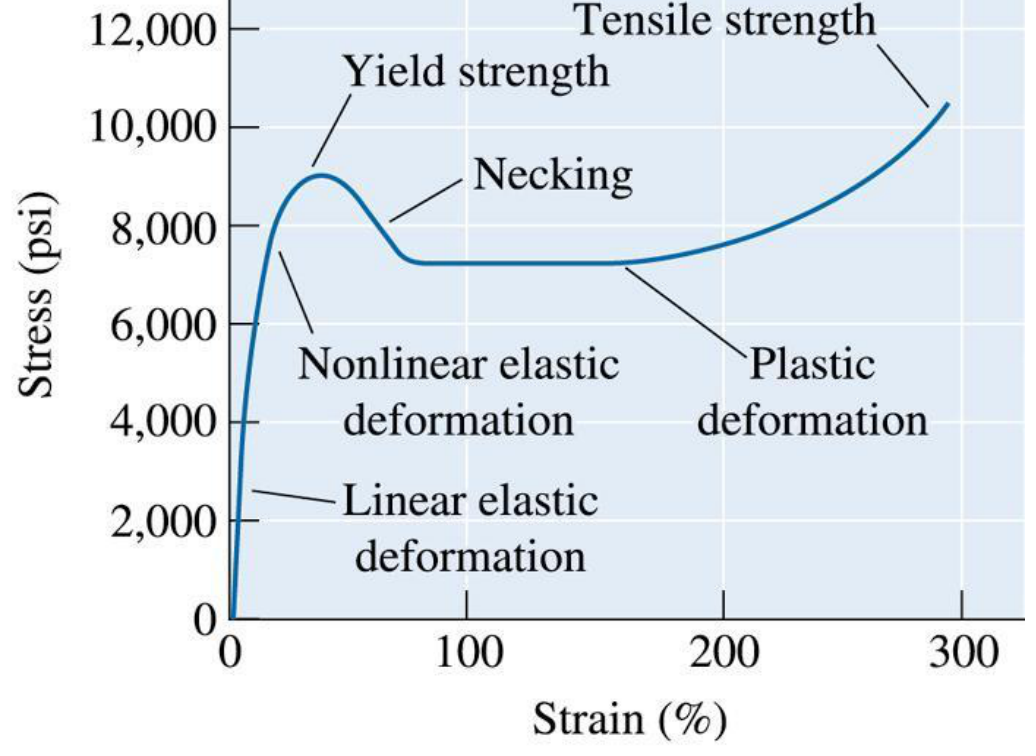 12,000
Tensile strength
Yield strength
10,000
Necking
8,000
Stress (psi)
6,000
Nonlinear elastic
deformation
Plastic
deformation
4,000
Linear elastic
deformation
2,000
0
0
100
200
300
Strain (%)